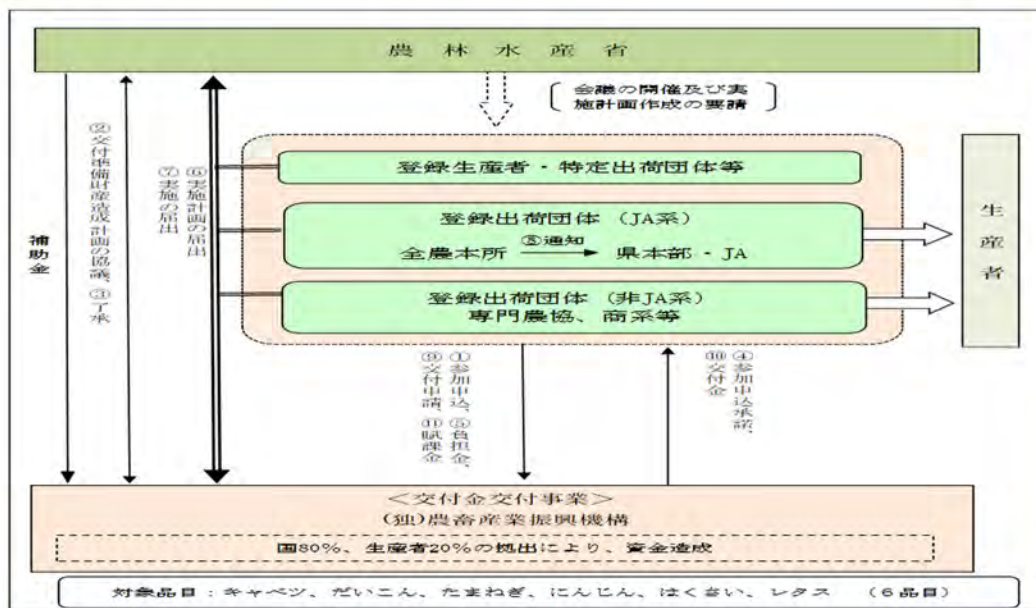 農林水産省
会議の開催及び実
施計画作成の要請
補助金
②交付準備財産造成計画の協議、③了承
⑦実施の届出
⑥実施計画の届出
登録生産者・特定出荷団体等
登録出荷団体(JA系)
全農本所 ⑧通知 県本部・JA
登録出荷団体(非JA系)
専門農協、商系等
生産者
⑨交付申請、⑪賦課金
①参加申込、⑤負担金、
⑩交付金
④参加申込承諾、
<交付金交付事業>
(独)農畜産業振興機構
国80%、生産者20%の拠出により、資金造成
対象品目:キャベツ、だいこん、たまねぎ、にんじん、はくさい、レタス (6品目)